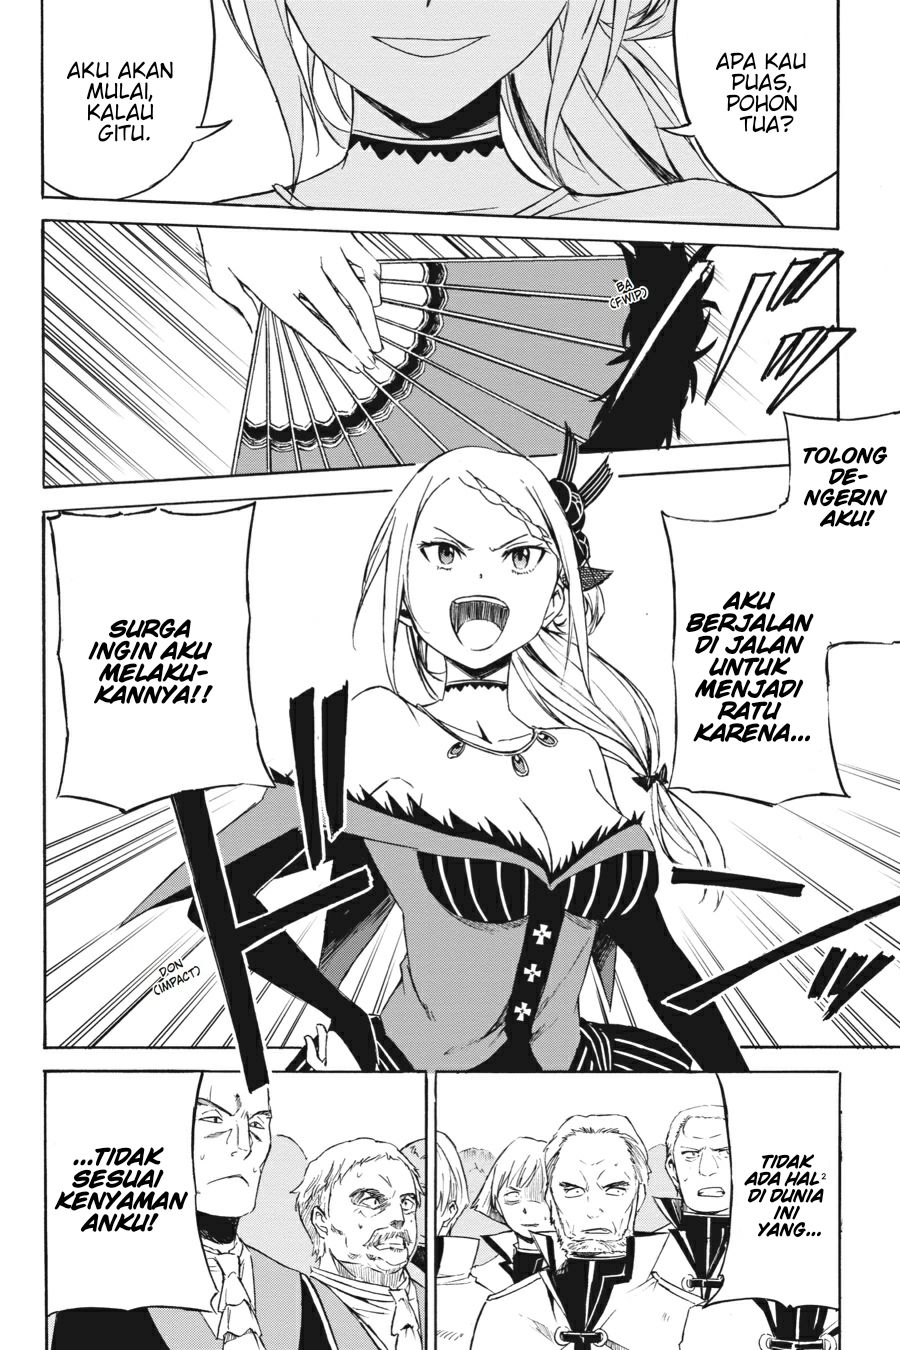 APA KAU
PUAS,
POHON
TUA?
AKU AKAN
MULAI,
KALAU
GITU.
BA
(FWIP)
TOLONG
DE-
NGERIN
AKU!
AKU
BERJALAN
DI JALAN
UNTUK
MENJADI
RATU
KARENA...
SURGA
INGIN AKU
MELAKU-
KANNYA!!
DON
(IMPACT)
TIDAK
ADA HAL²
DI DUNIA
INI
YANG...
...TIDAK
SESUAI
KENYAMAN
ANKU!